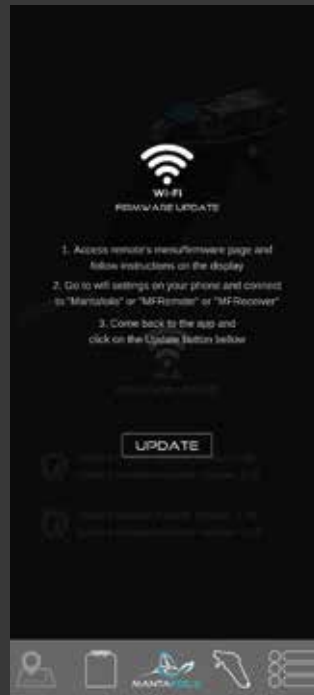 WI-FI
FIRMWARE UPDATE
1. Access remote's menu/firmware page and
follow instructions on the display
2. Go to wifi settings on your phone and connect
to "Mantafoils" or "MFRemote" or "MFReceiver"
3. Come back to the app and
click on the Update button bellow
UPDATE
MANTAFOILS